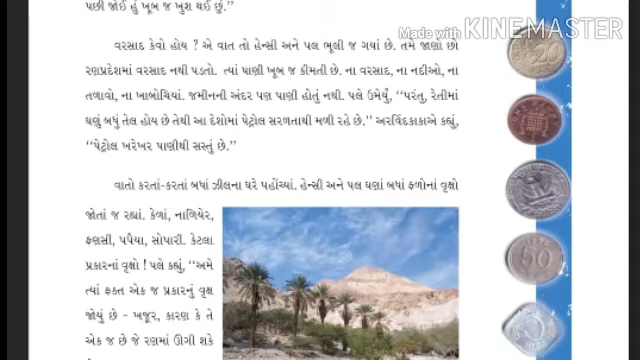 પછી જોઈ હું ખૂબ જ ખુશ થઈ છું.”
Made with KINEMASTER
વરસાદ કેવો હોય ? એ વાત તો હેન્સી અને પલ ભૂલી જ ગયાં છે. તમે જાણો છો
રણપ્રદેશમાં વરસાદ નથી પડતો. ત્યાં પાણી ખૂબ જ કીમતી છે. ના વરસાદ, ના નદીઓ, ના
તળાવો, ના ખાબોચિયાં. જમીનની અંદર પણ પાણી હોતું નથી. પલે ઉમેર્યું, “પરંતુ, રેતીમાં
ઘણું બધું તેલ હોય છે તેથી આ દેશોમાં પેટ્રોલ સરળતાથી મળી રહે છે.” અરવિંદકાકાએ કહ્યું,
“પેટ્રોલ ખરેખર પાણીથી સસ્તું છે.”
વાતો કરતાં-કરતાં બધાં ઝીલના ઘરે પહોંચ્યાં. હેન્સી અને પલ ઘણાં બધાં ફળોનાં વૃક્ષો
જોતાં જ રહ્યાં. કેળાં, નાળિયેર,
ફણસી, પપૈયા, સોપારી. કેટલા
પ્રકારનાં વૃક્ષો ! પલે કહ્યું, “અમે
ત્યાં ફક્ત એક જ પ્રકારનું વૃક્ષ
જોયું છે - ખજૂર, કારણ કે તે
એક જ છે જે રણમાં ઊગી શકે
20
50